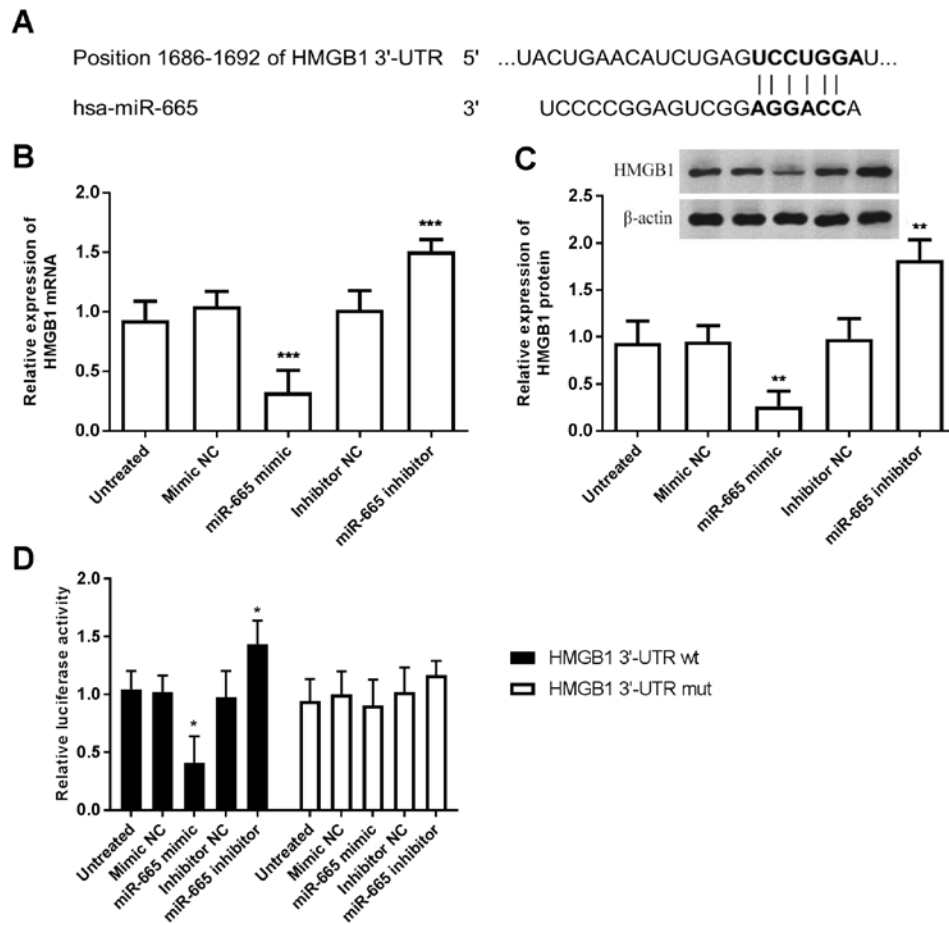 A
Position 1686-1692 of HMGB1 3'-UTR 5' ...UACUGAACAUCUGAGUCCUGGAU...
hsa-miR-665 3' UCCCCGGAGUCGGAGGACCA
B
Relative expression of
HMGB1 mRNA
2.0
1.5
1.0
0.5
0.0
***
***
Untreated
Mimic NC
miR-665 mimic
Inhibitor NC
miR-665 inhibitor
C
HMGB1
β-actin
Relative expression of
HMGB1 protein
2.5
2.0
1.5
1.0
0.5
0.0
**
**
Untreated
Mimic NC
miR-665 mimic
Inhibitor NC
miR-665 inhibitor
D
Relative luciferase activity
2.0
1.5
1.0
0.5
0.0
*
*
Untreated
Mimic NC
miR-665 mimic
Inhibitor NC
miR-665 inhibitor
Untreated
Mimic NC
miR-665 mimic
Inhibitor NC
miR-665 inhibitor
HMGB1 3'-UTR wt
HMGB1 3'-UTR mut